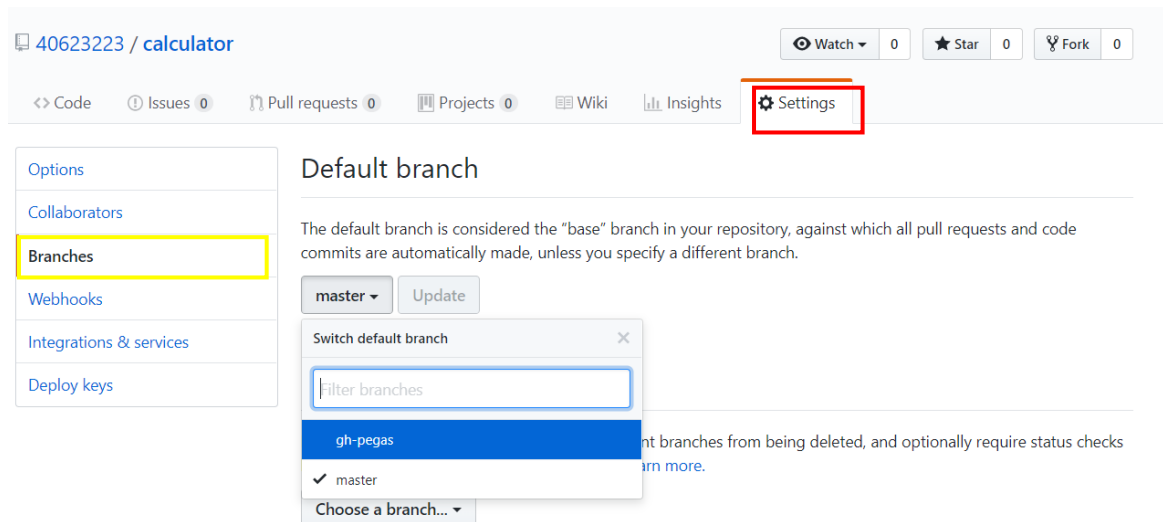 40623223 / calculator
Watch 0 Star 0 Fork 0
Code Issues 0 Pull requests 0 Projects 0 Wiki Insights Settings
Options
Collaborators
Branches
Webhooks
Integrations & services
Deploy keys
Default branch
The default branch is considered the “base” branch in your repository, against which all pull requests and code
commits are automatically made, unless you specify a different branch.
master Update
Switch default branch
Filter branches
gh-pegas
master
nt branches from being deleted, and optionally require status checks
arn more.
Choose a branch...